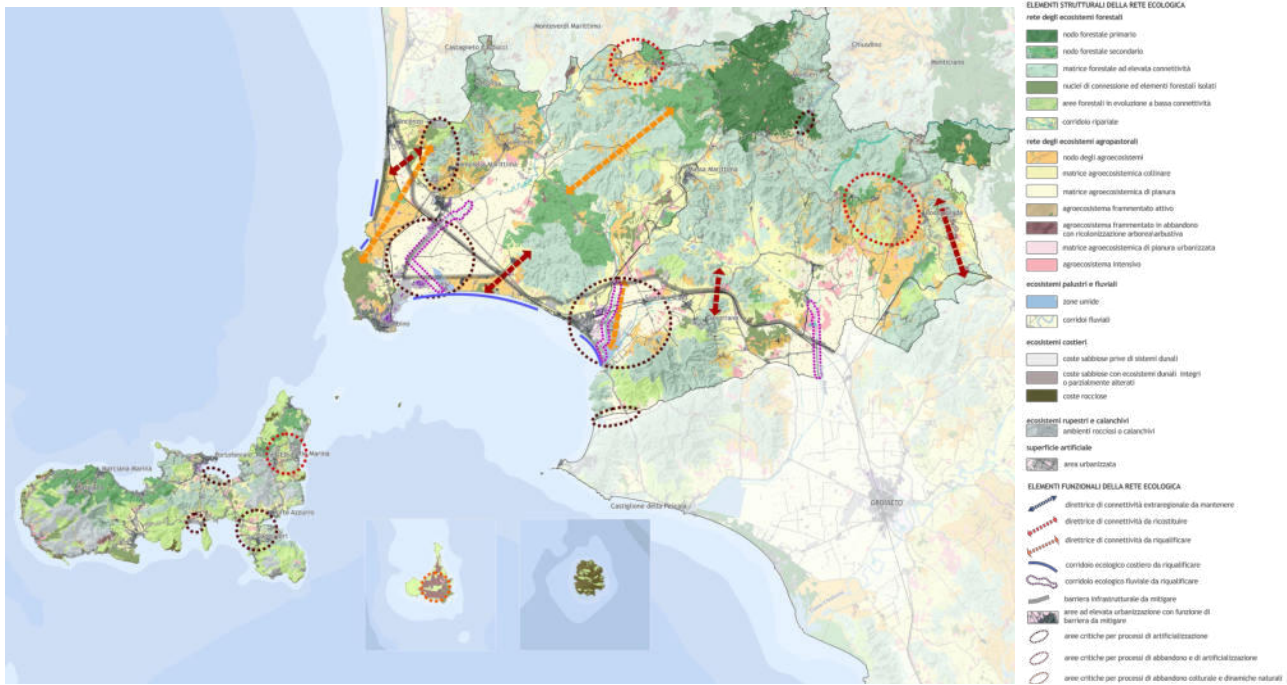 Monteverdi Marittimo
Castagneto Carducci
Chiusdino
Monticiano
Massa Marittima
Marciana Marina
Castiglione della Pescaia
GROSSETO
ELEMENTI STRUTTURALI DELLA RETE ECOLOGICA
rete degli ecosistemi forestali
nodo forestale primario
nodo forestale secondario
matrice forestale ad elevata connettività
nuclei di connessione ed elementi forestali isolati
aree forestali in evoluzione a bassa connettività
corridoio ripariale
rete degli ecosistemi agropastorali
nodo degli agroecosistemi
matrice agroecosistemica collinare
matrice agroecosistemica di pianura
agroecosistema frammentato attivo
agroecosistema frammentato in abbandono
con ricolonizzazione arborea\arbustiva
matrice agroecosistemica di pianura urbanizzata
agroecosistema intensivo
ecosistemi palustri e fluviali
zone umide
corridoi fluviali
ecosistemi costieri
coste sabbiose prive di sistemi dunali
coste sabbiose con ecosistemi dunali integri
o parzialmente alterati
coste rocciose
ecosistemi rupestri e calanchivi
ambienti rocciosi o calanchivi
superficie artificiale
area urbanizzata
ELEMENTI FUNZIONALI DELLA RETE ECOLOGICA
direttrice di connettività extraregionale da mantenere
direttrice di connettività da ricostituire
direttrice di connettività da riqualificare
corridoio ecologico costiero da riqualificare
corridoio ecologico fluviale da riqualificare
barriera infrastrutturale da mitigare
aree ad elevata urbanizzazione con funzione di
barriera da mitigare
aree critiche per processi di artificializzazione
aree critiche per processi di abbandono e di artificializzazione
aree critiche per processi di abbandono colturale e dinamiche naturali